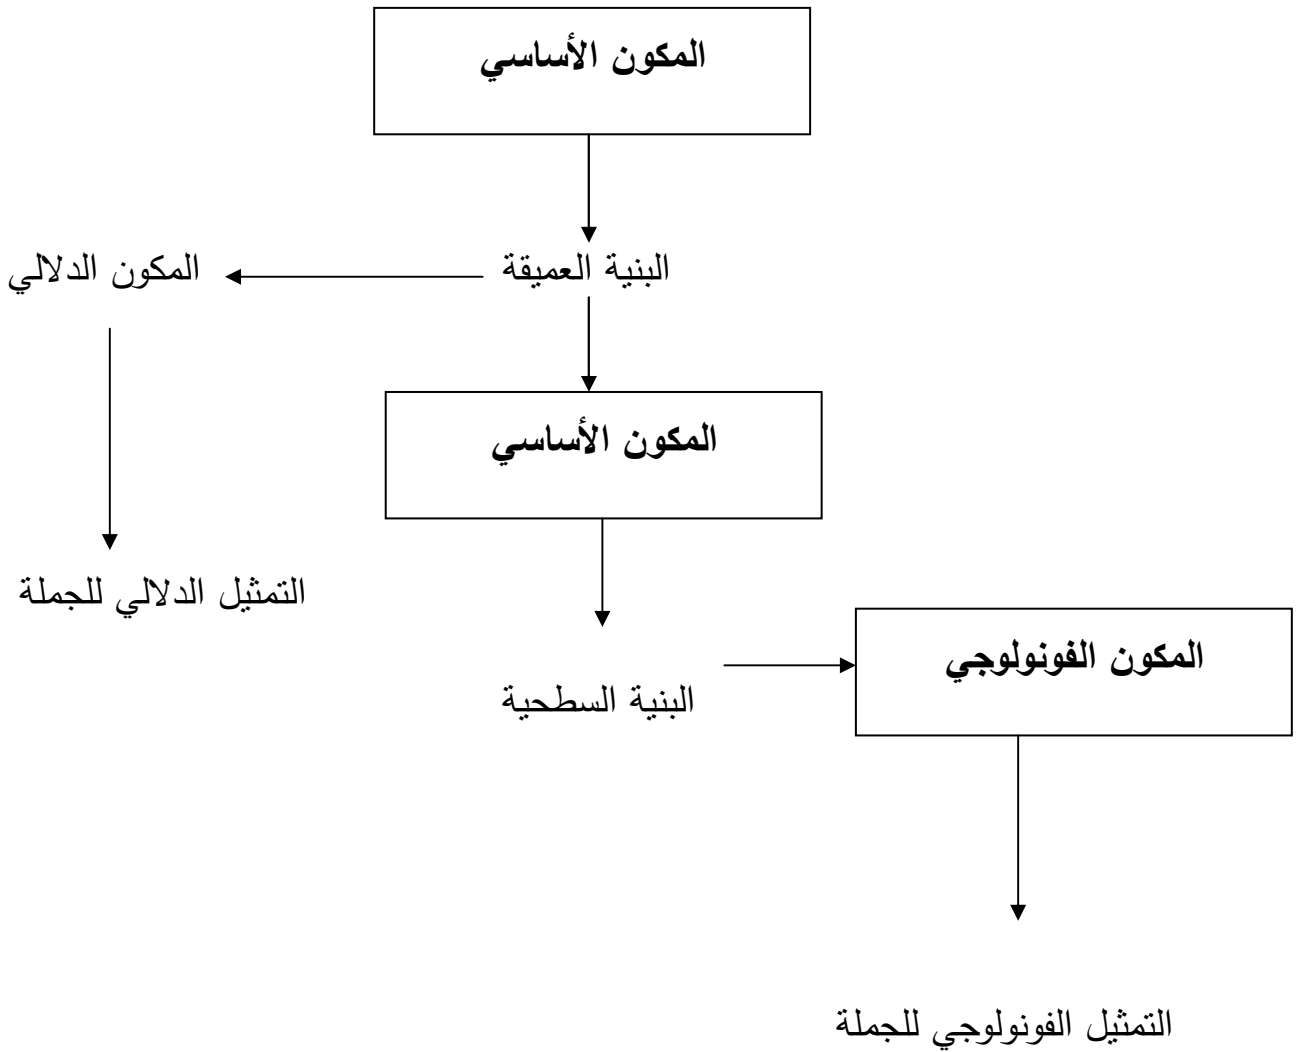 المكون الأساسي
البنية العميقة
المكون الدلالي
المكون الأساسي
التمثيل الدلالي للجملة
المكون الفونولوجي
البنية السطحية
التمثيل الفونولوجي للجملة